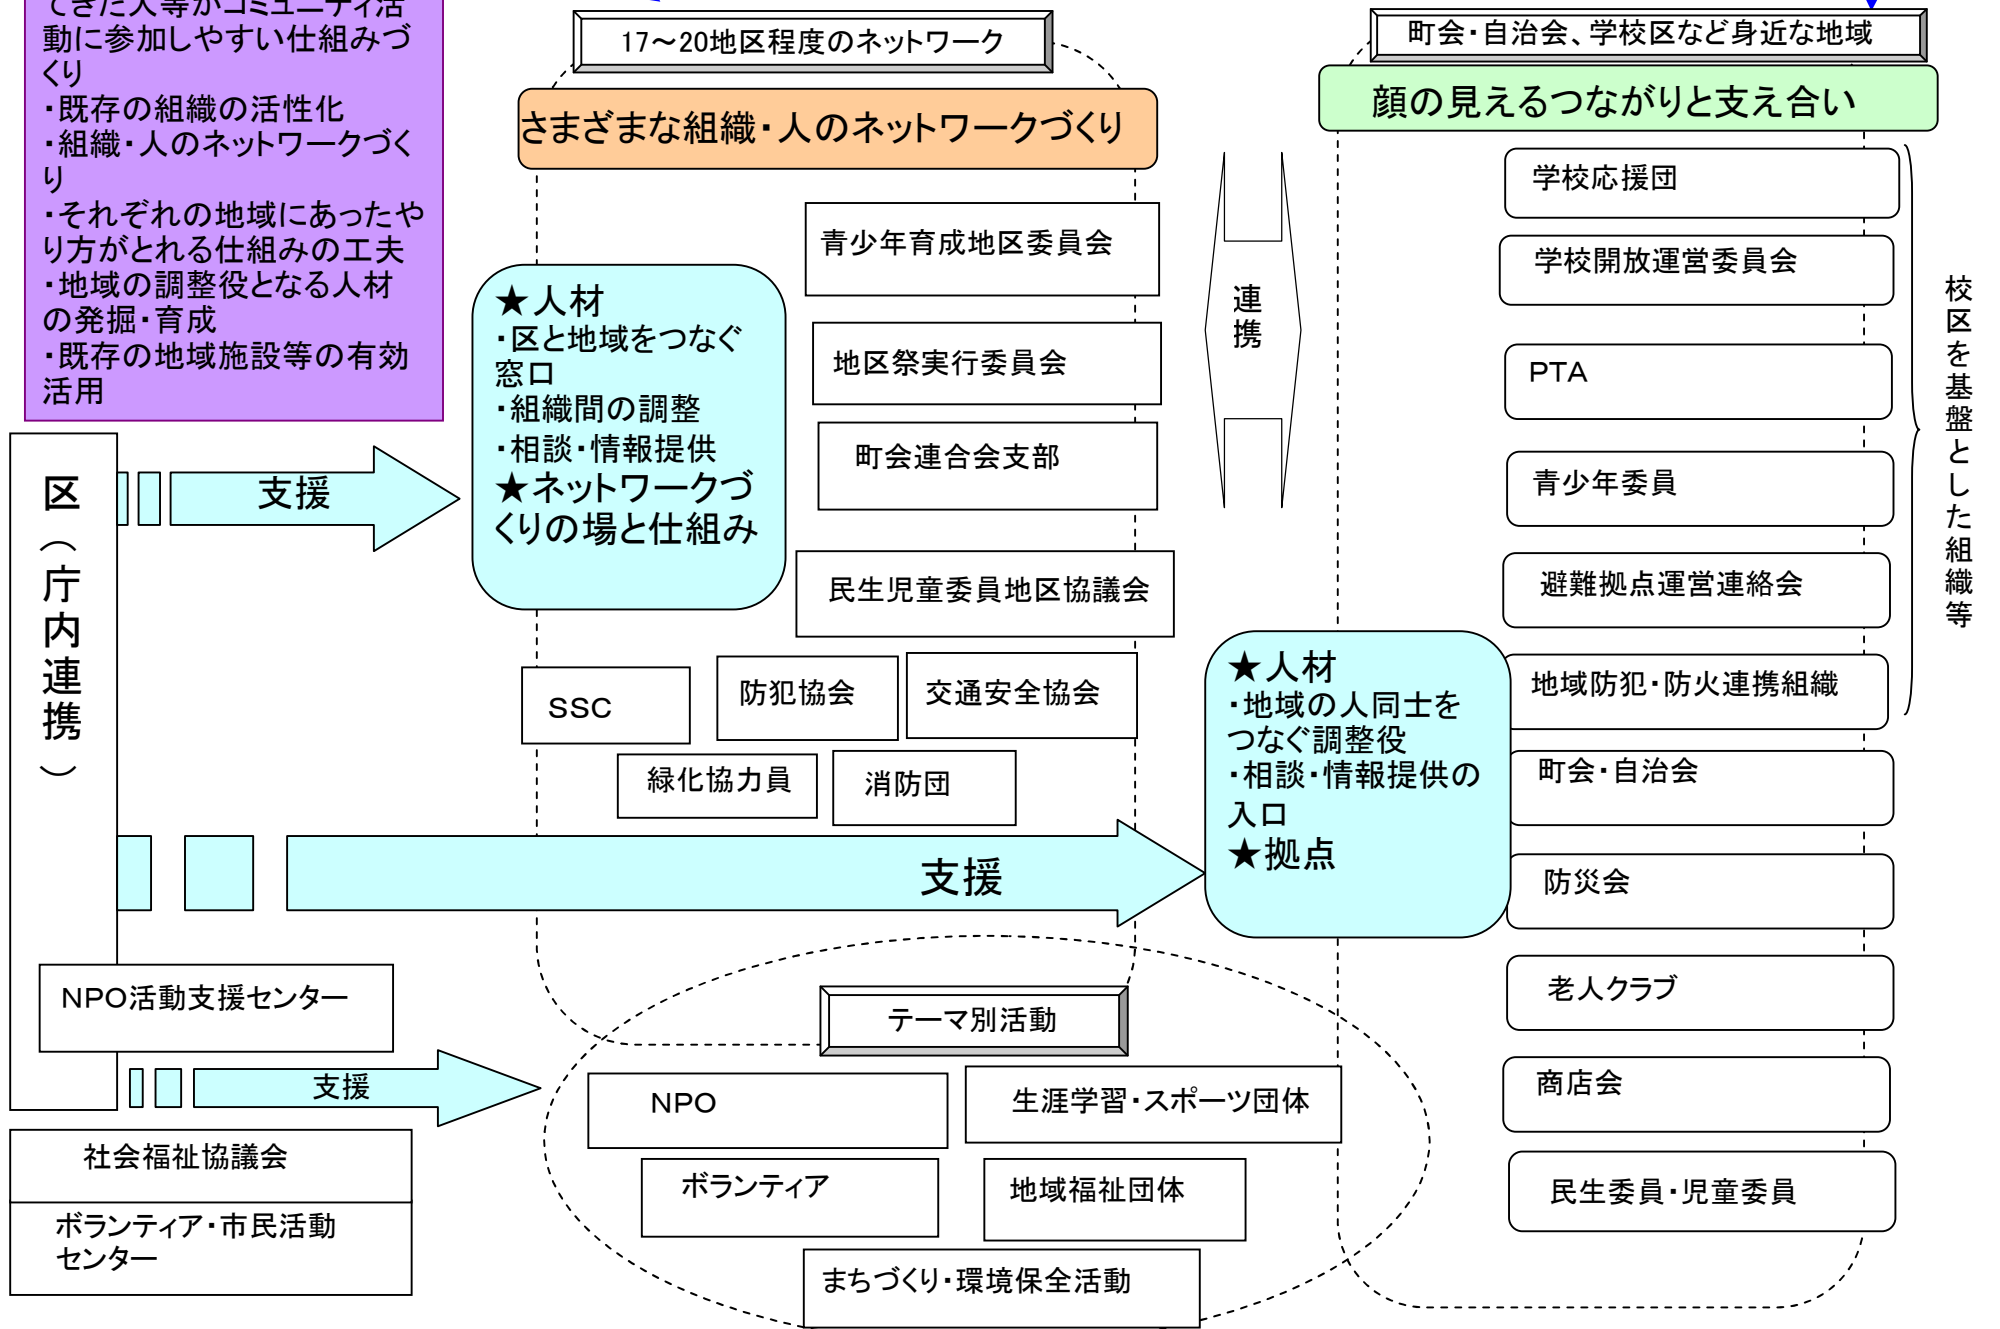 てきた人等がコミュニティ活
動に参加しやすい仕組みづ
くり
・既存の組織の活性化
・組織・人のネットワークづく
り
・それぞれの地域にあったや
り方がとれる仕組みの工夫
・地域の調整役となる人材
の発掘・育成
・既存の地域施設等の有効
活用
17～20地区程度のネットワーク
さまざまな組織・人のネットワークづくり
町会・自治会、学校区など身近な地域
顔の見えるつながりと支え合い
区（庁内連携）
支援
★人材
・区と地域をつなぐ
窓口
・組織間の調整
・相談・情報提供
★ネットワークづ
くりの場と仕組み
青少年育成地区委員会
地区祭実行委員会
町会連合会支部
民生児童委員地区協議会
SSC
防犯協会
交通安全協会
緑化協力員
消防団
連携
支援
★人材
・地域の人同士を
つなぐ調整役
・相談・情報提供の
入口
★拠点
学校応援団
学校開放運営委員会
PTA
青少年委員
避難拠点運営連絡会
地域防犯・防火連携組織
町会・自治会
防災会
老人クラブ
商店会
民生委員・児童委員
校区を基盤とした組織等
NPO活動支援センター
支援
社会福祉協議会
ボランティア・市民活動
センター
テーマ別活動
NPO
生涯学習・スポーツ団体
ボランティア
地域福祉団体
まちづくり・環境保全活動